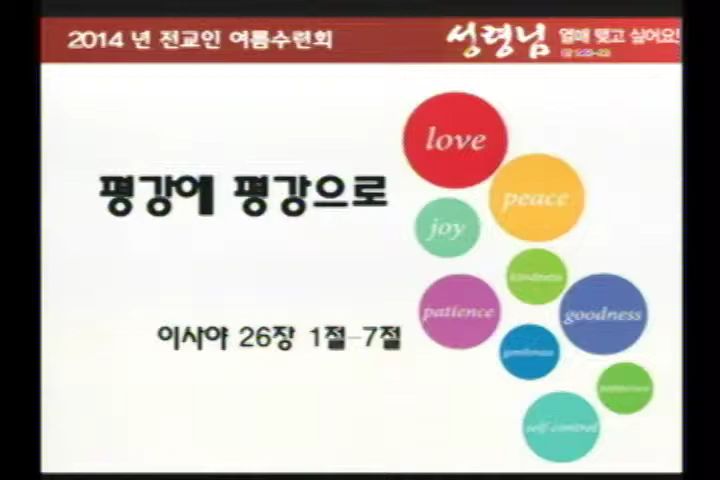 2014 년 전교인 여름수련회
성령님 열매 맺고 싶어요!
평강에 평강으로
이사야 26장 1절-7절
love
peace
joy
kindness
patience
goodness
self-control